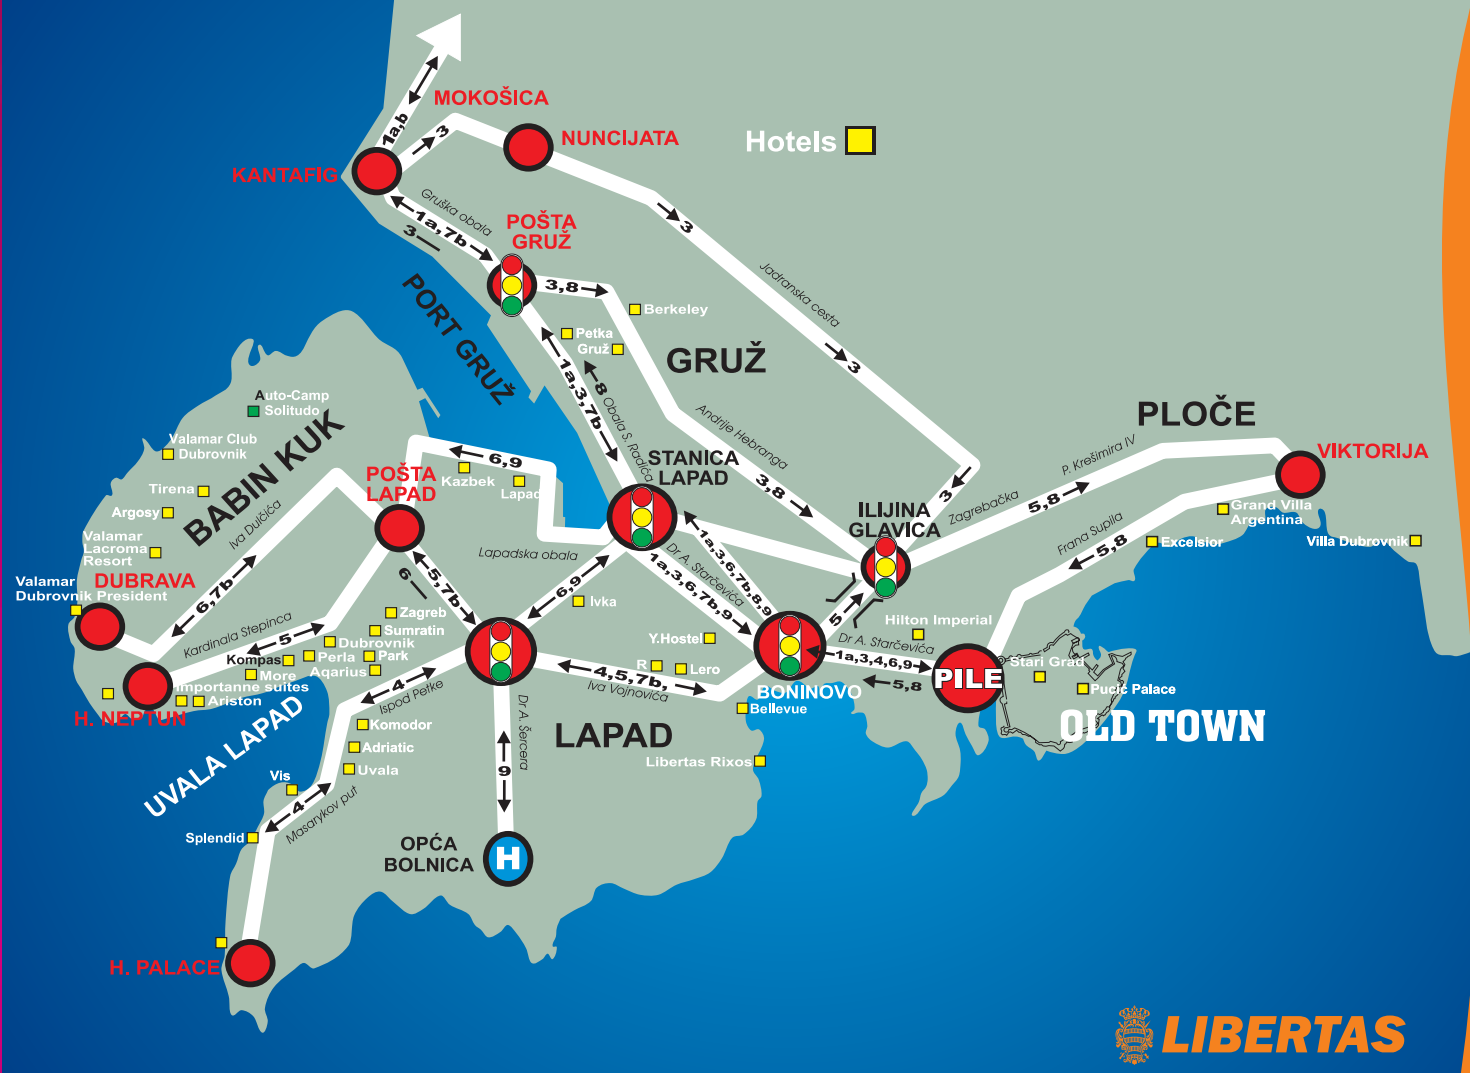 MOKOŠICA
1a,b
3
NUNCIJATA
Hotels
KANTAFIG
Gruška obala
1a,7b
3
POŠTA
GRUŽ
3
Jadranska cesta
3,8
Berkeley
Petka
Gruž
PORT GRUŽ
GRUŽ
1a,3,7b
8
Obala S. Radića
3
Auto-Camp
Solitudo
Valamar Club
Dubrovnik
BABIN KUK
Tirena
Argosy
Valamar
Lacroma
Resort
Iva Dulčića
POŠTA
LAPAD
6,9
Kazbek
Lapad
STANICA
LAPAD
Andrije Hebranga
3,8
PLOČE
P. Krešimira IV
VIKTORIJA
3
ILIJINA
GLAVICA
Zagrebačka
5,8
Grand Villa
Argentina
Frana Supila
5,8
Excelsior
Villa Dubrovnik
Valamar
Dubrovnik President
DUBRAVA
6,7b
Kardinala Stepinca
5
Lapadska obala
5,7b
6
6,9
Ivka
Dr A. Starčevića
1a,3,6,7b,8,9
1a,3,6,7b,9
5
Hilton Imperial
Zagreb
Sumratin
Dubrovnik
Kompas
Perla
Park
More
Aqarius
Importanne suites
Ariston
H. NEPTUN
UVALA LAPAD
4
Ispod Petke
Y.Hostel
R
Lero
4,5,7b,
Iva Vojnovića
Dr A. Starčevića
1a,3,4,6,9
5,8
BONINOVO
Bellevue
PILE
Stari Grad
Pucić Palace
OLD TOWN
Komodor
Adriatic
Uvala
Dr A. Šercera
LAPAD
Libertas Rixos
Vis
4
Masarykov put
Splendid
9
OPĆA
BOLNICA
H
H. PALACE
LIBERTAS